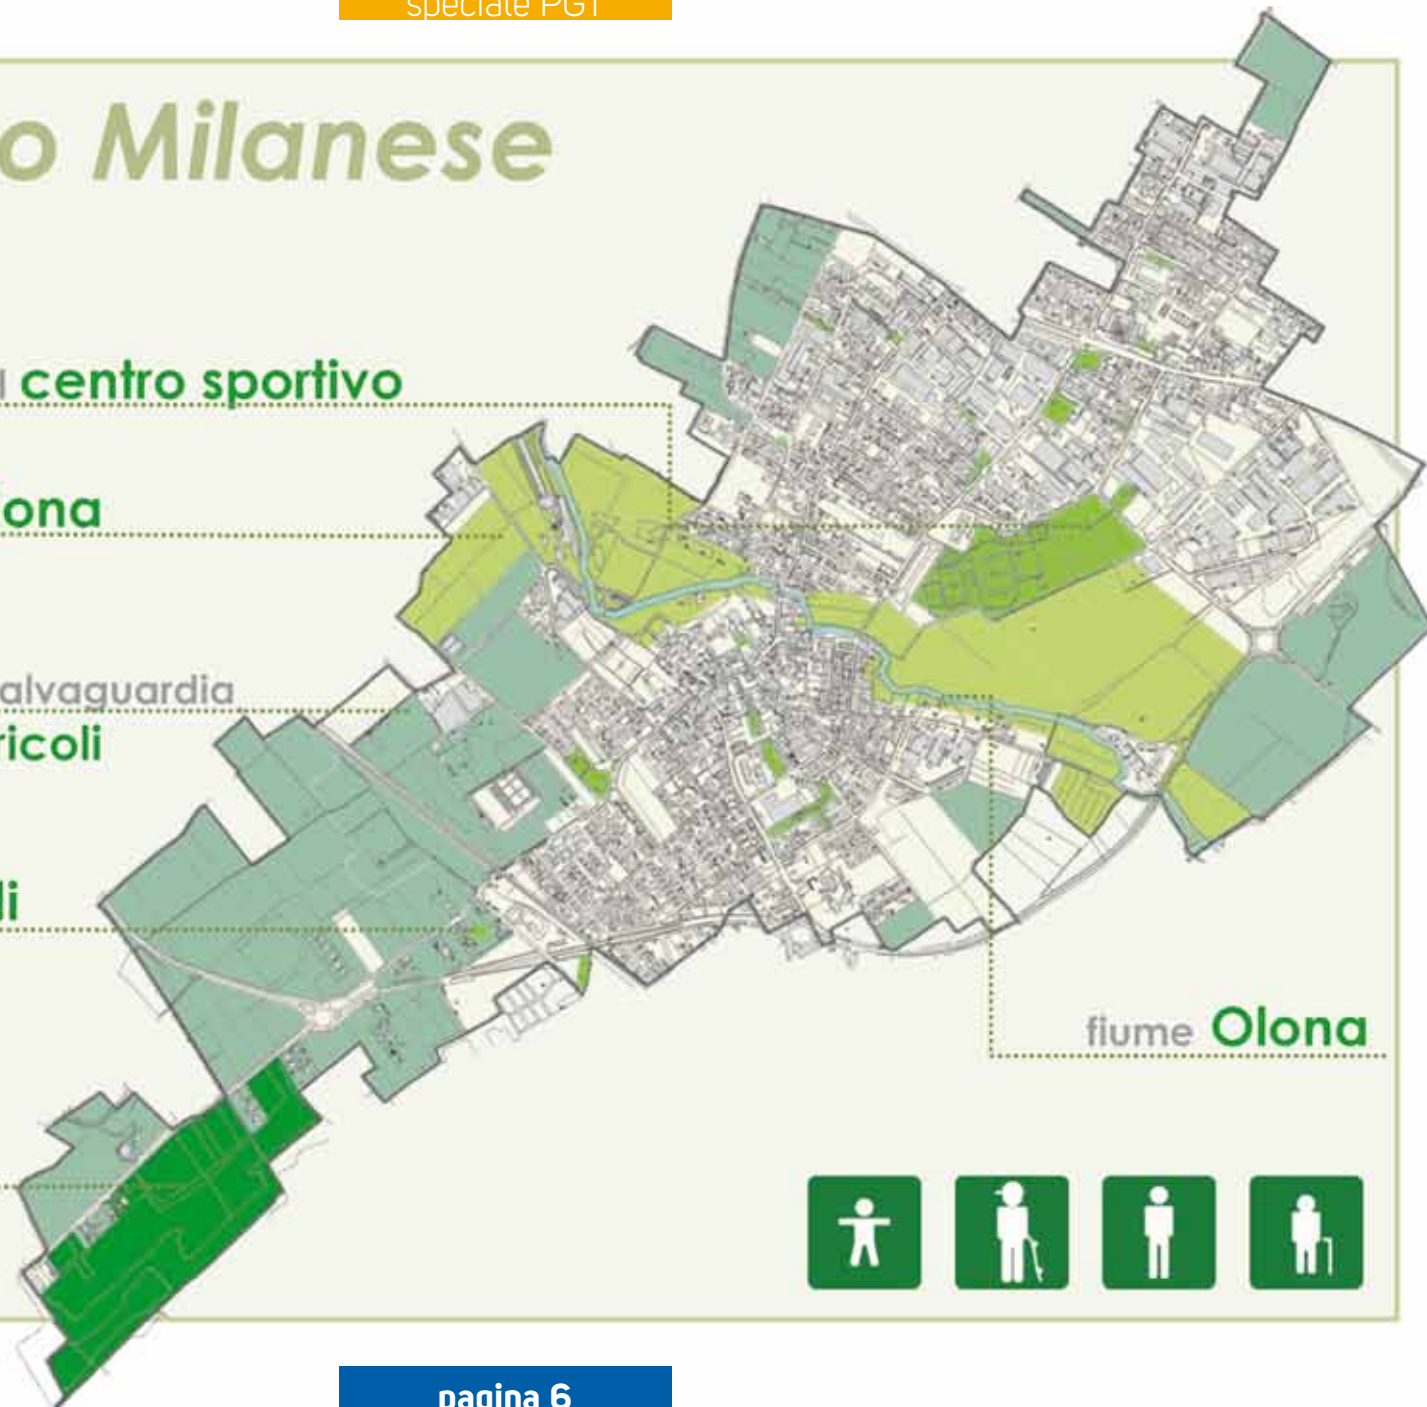 speciale PGT
o Milanese
centro sportivo
ona
alvaguardia
ricoli
li
fiume Olona
pagina 6